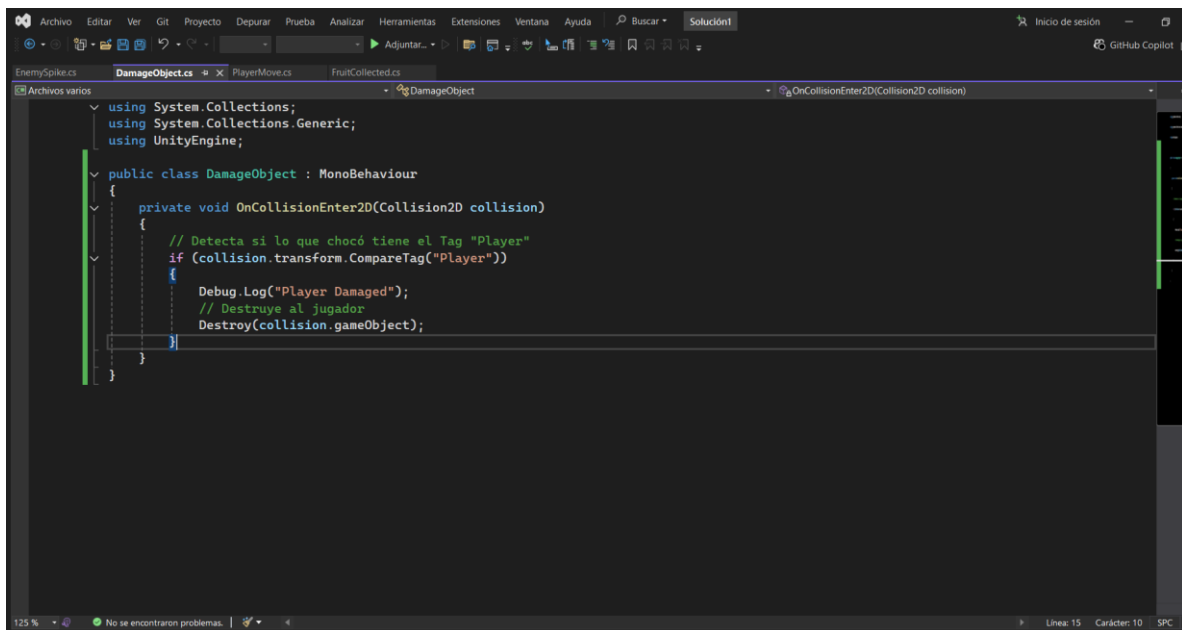 Archivo Editar Ver Git Proyecto Depurar Prueba Analizar Herramientas Extensiones Ventana Ayuda Buscar Solución1 Inicio de sesión
Adjuntar... GitHub Copilot
EnemySpike.cs DamageObject.cs PlayerMove.cs FruitCollected.cs
Archivos varios DamageObject OnCollisionEnter2D(Collision2D collision)
using System.Collections;
using System.Collections.Generic;
using UnityEngine;
public class DamageObject : MonoBehaviour
{
private void OnCollisionEnter2D(Collision2D collision)
{
// Detecta si lo que chocó tiene el Tag "Player"
if (collision.transform.CompareTag("Player"))
{
Debug.Log("Player Damaged");
// Destruye al jugador
Destroy(collision.gameObject);
}
}
}
125 % No se encontraron problemas. Línea: 15 Carácter: 10 SPC